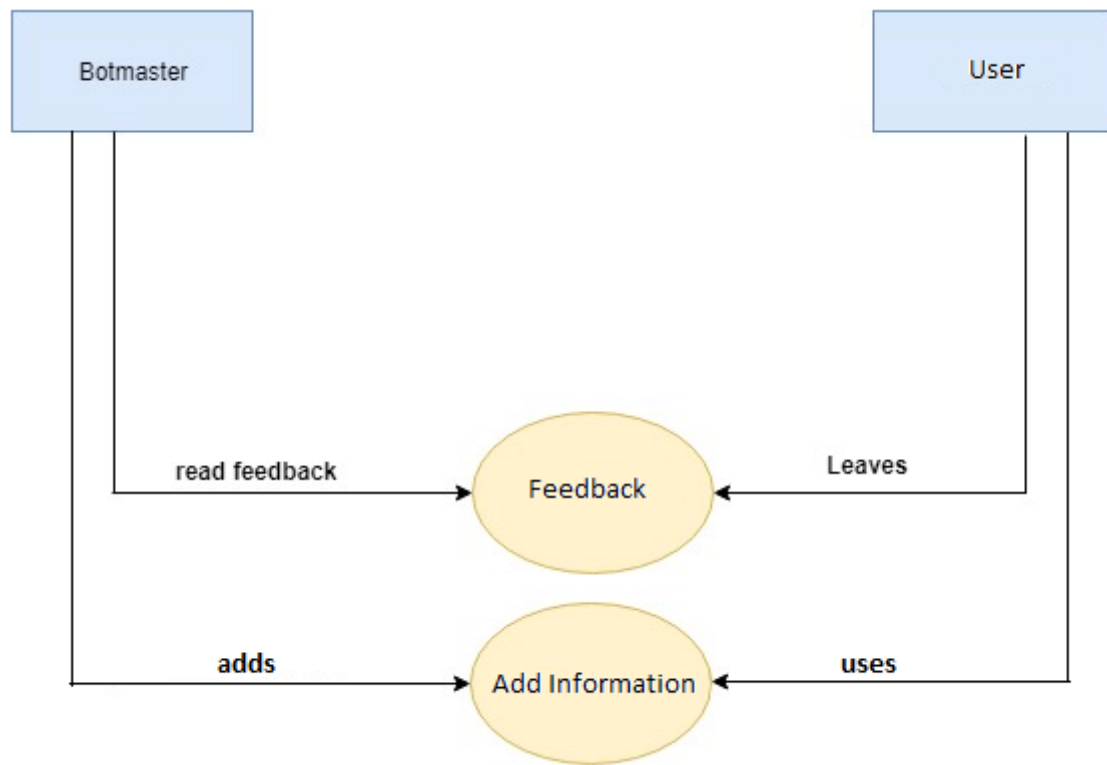 Botmaster
User
read feedback
Leaves
Feedback
adds
uses
Add Information